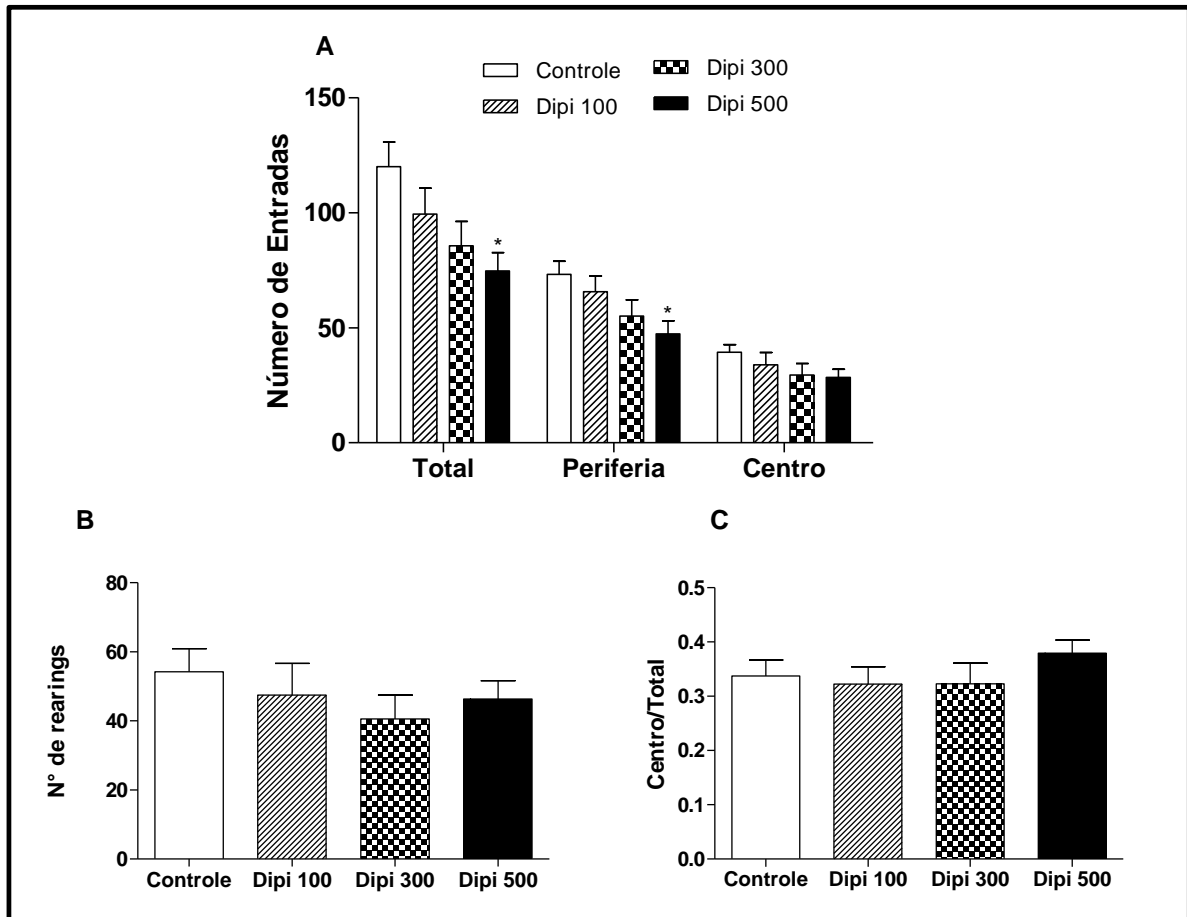 A
Controle
Dipi 300
Dipi 100
Dipi 500
Número de Entradas
150
100
50
0
*
*
Total
Periferia
Centro
B
N° de rearings
80
60
40
20
0
Controle
Dipi 100
Dipi 300
Dipi 500
C
Centro/Total
0.5
0.4
0.3
0.2
0.1
0.0
Controle
Dipi 100
Dipi 300
Dipi 500